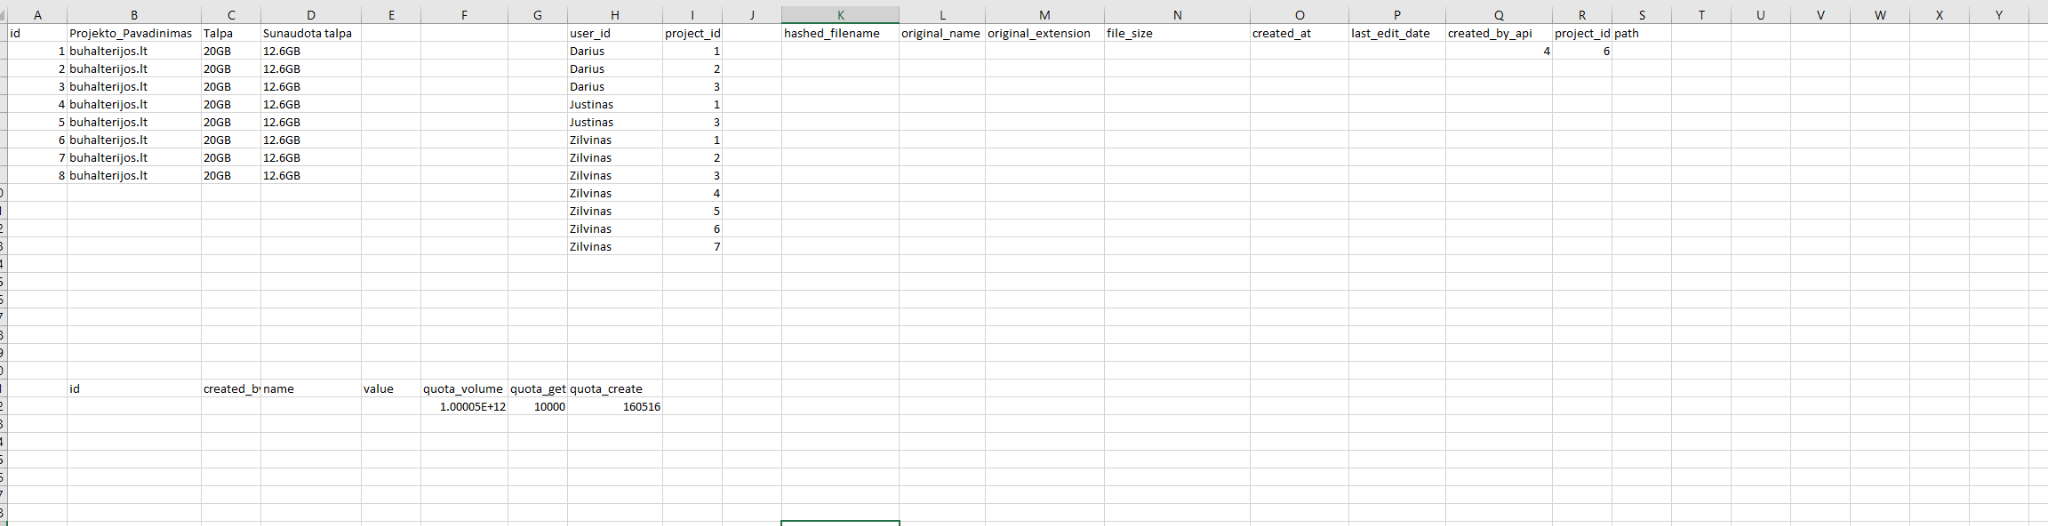 A B C D E F G H I J K L M N O P Q R S T U V W X Y
id Projekto_Pavadinimas Talpa Sunaudota talpa user_id project_id hashed_filename original_name original_extension file_size created_at last_edit_date created_by_api project_id path
1 buhalterijos.lt 20GB 12.6GB Darius 1 4 6
2 buhalterijos.lt 20GB 12.6GB Darius 2
3 buhalterijos.lt 20GB 12.6GB Darius 3
4 buhalterijos.lt 20GB 12.6GB Justinas 1
5 buhalterijos.lt 20GB 12.6GB Justinas 3
6 buhalterijos.lt 20GB 12.6GB Zilvinas 1
7 buhalterijos.lt 20GB 12.6GB Zilvinas 2
8 buhalterijos.lt 20GB 12.6GB Zilvinas 3
Zilvinas 4
Zilvinas 5
Zilvinas 6
Zilvinas 7
id created_b name value quota_volume quota_get quota_create
1.00005E+12 10000 160516